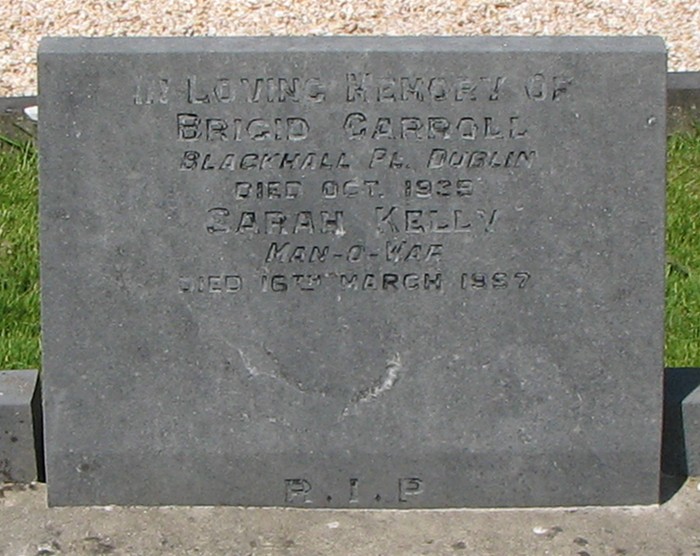 In Loving Memory Of
Brigid Carroll
Blackhall Pl. Dublin
Died Oct. 1935
Sarah Kelly
Man-O-War
Died 16th March 1957
R.I.P